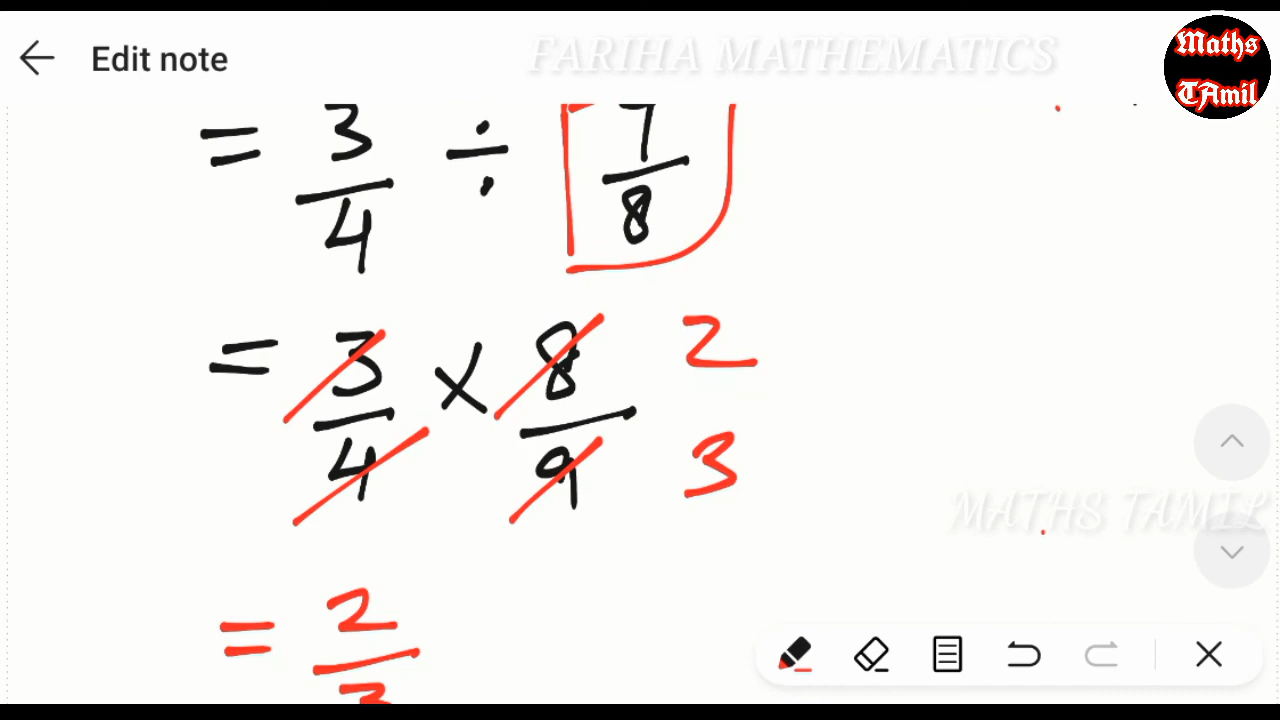 Edit note
FARIHA MATHEMATICS
Maths
TAmil
= 3/4 ÷ /8
= 3/4 × 8/9 2
3
MATHS TAMIL
= 2/3